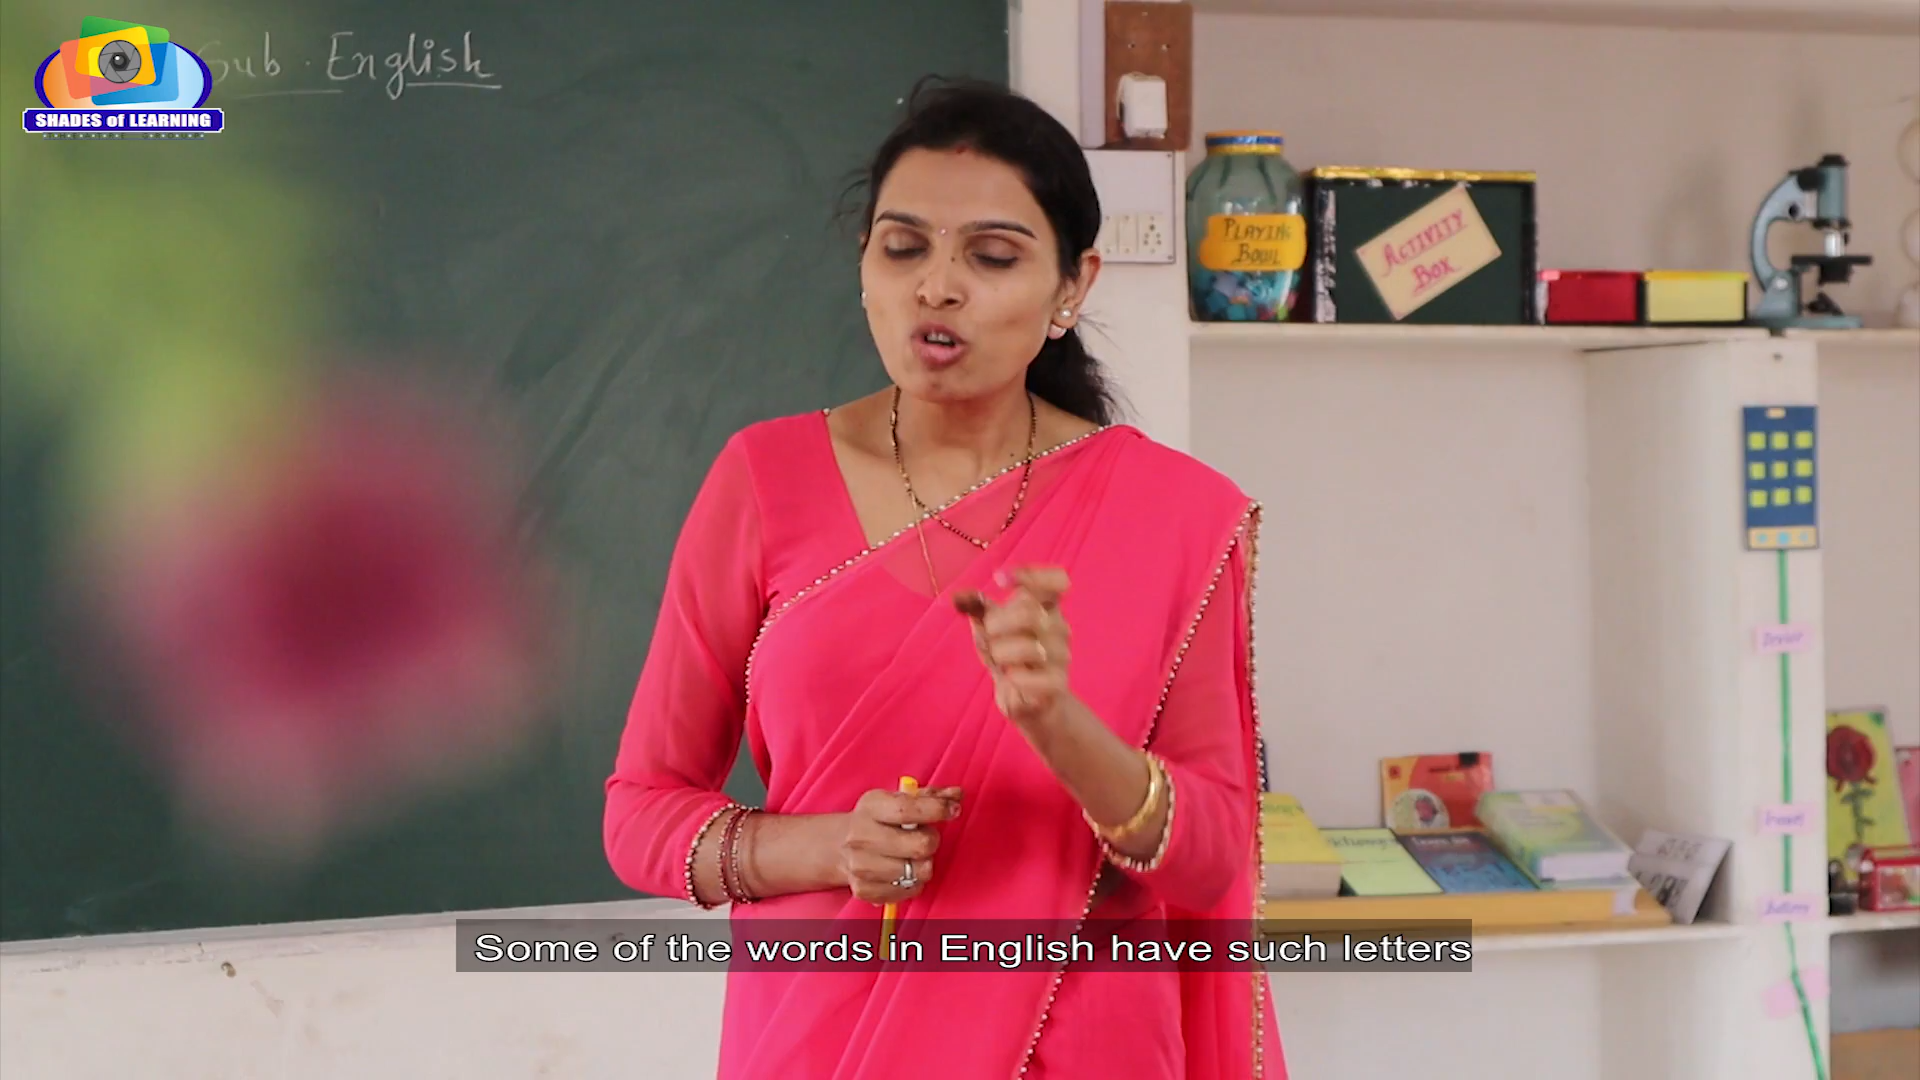 Sub. English
SHADES of LEARNING
PLAYING
BOWL
ACTIVITY
BOX
Some of the words in English have such letters